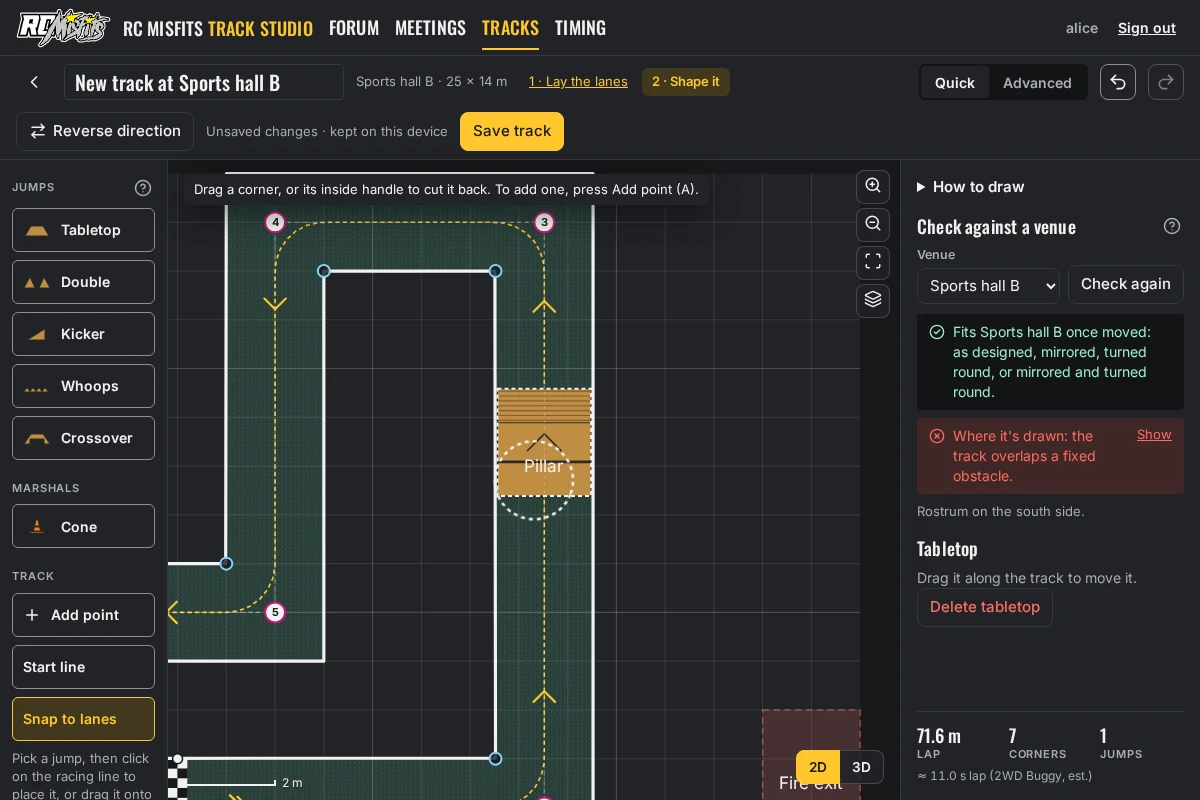 RC Misfits
RC MISFITS TRACK STUDIO FORUM MEETINGS TRACKS TIMING
alice Sign out
New track at Sports hall B
Sports hall B · 25 × 14 m
1 · Lay the lanes
2 · Shape it
Quick Advanced
Reverse direction
Unsaved changes · kept on this device
Save track
JUMPS
Tabletop
Double
Kicker
Whoops
Crossover
MARSHALS
Cone
TRACK
Add point
Start line
Snap to lanes
Pick a jump, then click
on the racing line to
place it, or drag it onto
Drag a corner, or its inside handle to cut it back. To add one, press Add point (A).
4
3
Pillar
5
2 m
Fire exit
2D 3D
How to draw
Check against a venue
Venue
Sports hall B
Check again
Fits Sports hall B once moved:
as designed, mirrored, turned
round, or mirrored and turned
round.
Where it's drawn: the
track overlaps a fixed
obstacle.
Show
Rostrum on the south side.
Tabletop
Drag it along the track to move it.
Delete tabletop
71.6 m
LAP
7
CORNERS
1
JUMPS
≈ 11.0 s lap (2WD Buggy, est.)